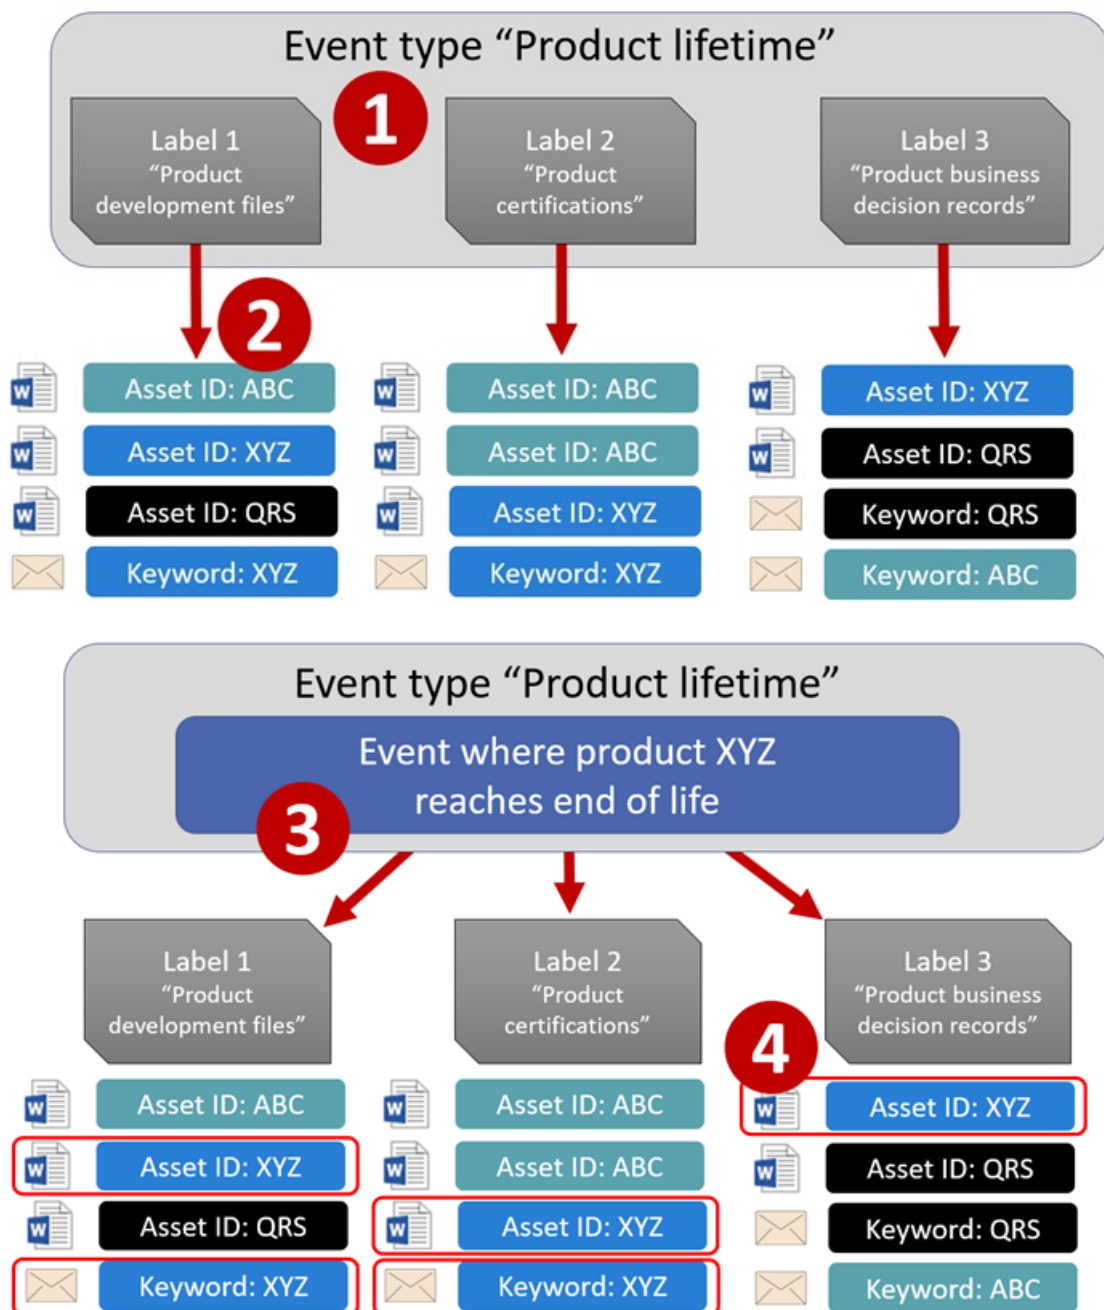 Event type “Product lifetime”
1
Label 1
“Product
development files”
Label 2
“Product
certifications”
Label 3
“Product business
decision records”
2
W Asset ID: ABC
W Asset ID: XYZ
W Asset ID: QRS
Keyword: XYZ
W Asset ID: ABC
W Asset ID: ABC
W Asset ID: XYZ
Keyword: XYZ
W Asset ID: XYZ
W Asset ID: QRS
Keyword: QRS
Keyword: ABC
Event type “Product lifetime”
Event where product XYZ
reaches end of life
3
Label 1
“Product
development files”
Label 2
“Product
certifications”
Label 3
“Product business
decision records”
4
W Asset ID: ABC
W Asset ID: XYZ
W Asset ID: QRS
Keyword: XYZ
W Asset ID: ABC
W Asset ID: ABC
W Asset ID: XYZ
Keyword: XYZ
W Asset ID: XYZ
W Asset ID: QRS
Keyword: QRS
Keyword: ABC